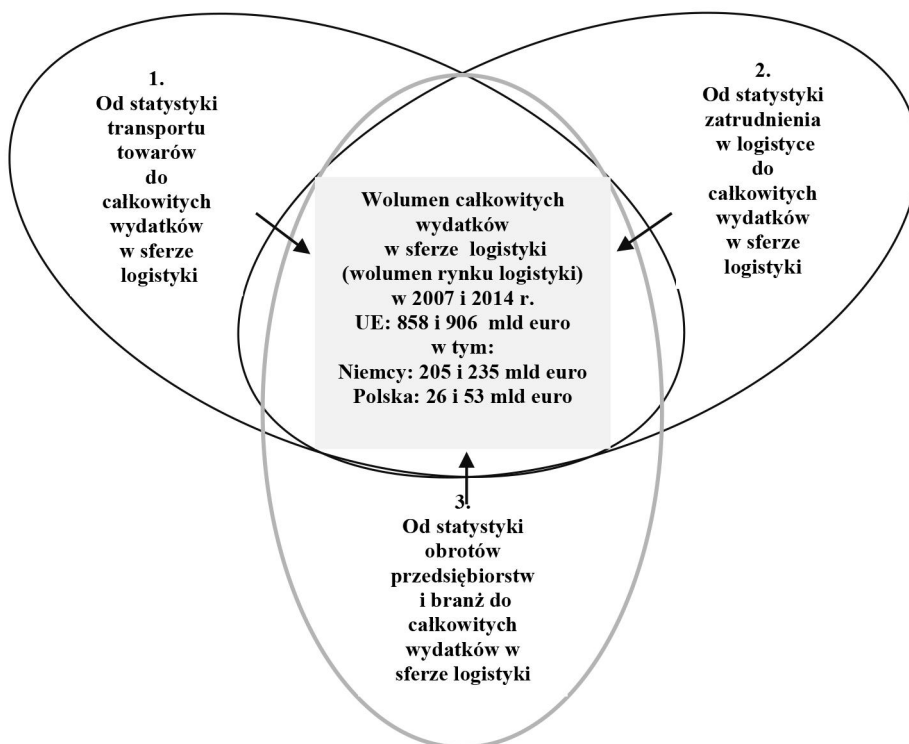 1.
Od statystyki
transportu
towarów
do
całkowitych
wydatków
w sferze
logistyki
2.
Od statystyki
zatrudnienia
w logistyce
do
całkowitych
wydatków
w sferze
logistyki
Wolumen całkowitych
wydatków
w sferze logistyki
(wolumen rynku logistyki)
w 2007 i 2014 r.
UE: 858 i 906 mld euro
w tym:
Niemcy: 205 i 235 mld euro
Polska: 26 i 53 mld euro
3.
Od statystyki
obrotów
przedsiębiorstw
i branż do
całkowitych
wydatków w
sferze logistyki